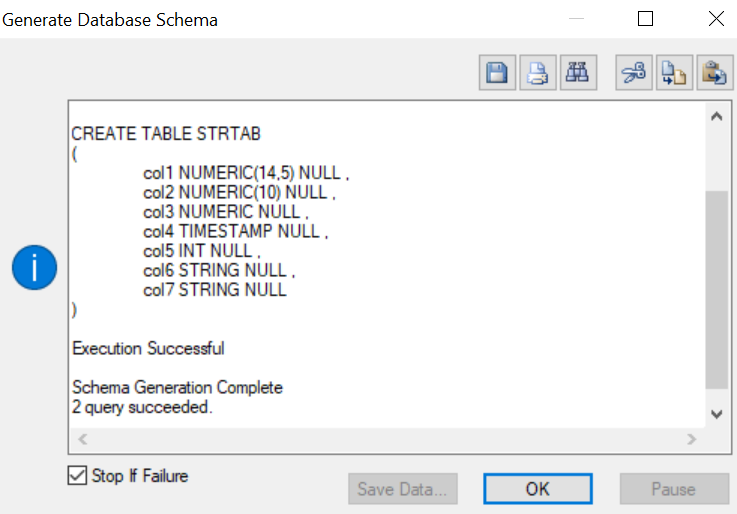 Generate Database Schema
CREATE TABLE STRTAB
(
col1 NUMERIC(14,5) NULL ,
col2 NUMERIC(10) NULL ,
col3 NUMERIC NULL ,
col4 TIMESTAMP NULL ,
col5 INT NULL ,
col6 STRING NULL ,
col7 STRING NULL
)
Execution Successful
Schema Generation Complete
2 query succeeded.
Stop If Failure
Save Data...
OK
Pause